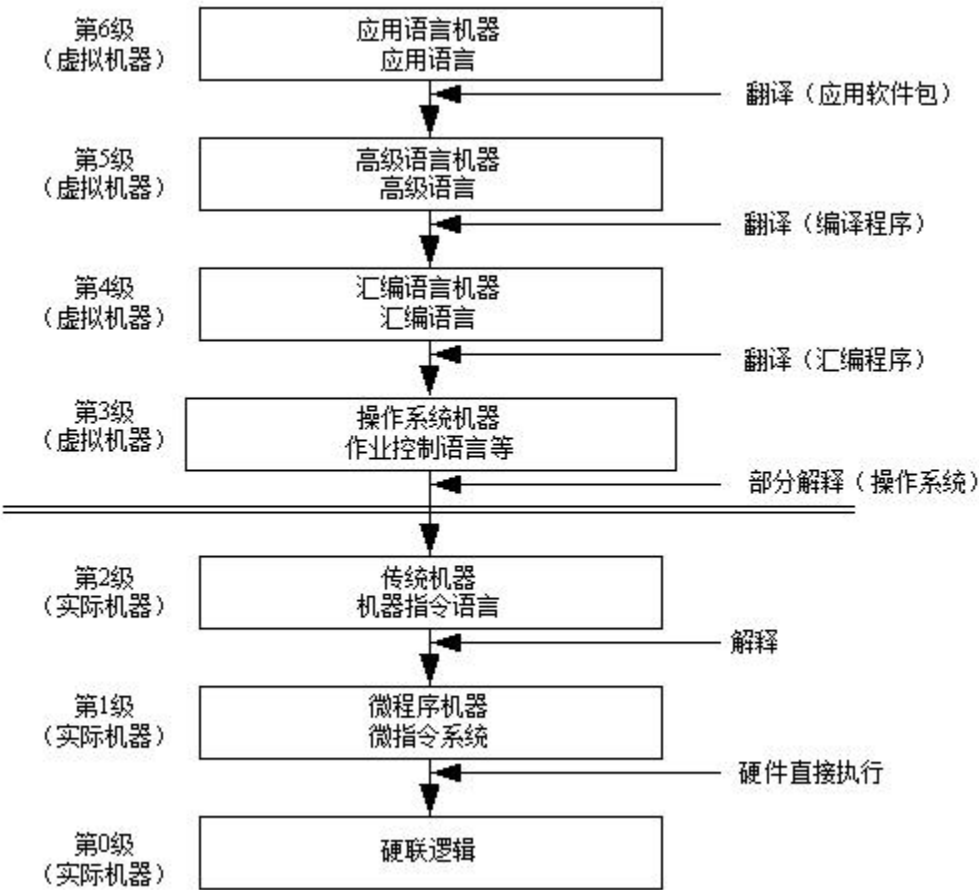 第6级
（虚拟机器）
应用语言机器
应用语言
翻译（应用软件包）
第5级
（虚拟机器）
高级语言机器
高级语言
翻译（编译程序）
第4级
（虚拟机器）
汇编语言机器
汇编语言
翻译（汇编程序）
第3级
（虚拟机器）
操作系统机器
作业控制语言等
部分解释（操作系统）
第2级
（实际机器）
传统机器
机器指令语言
解释
第1级
（实际机器）
微程序机器
微指令系统
硬件直接执行
第0级
（实际机器）
硬联逻辑